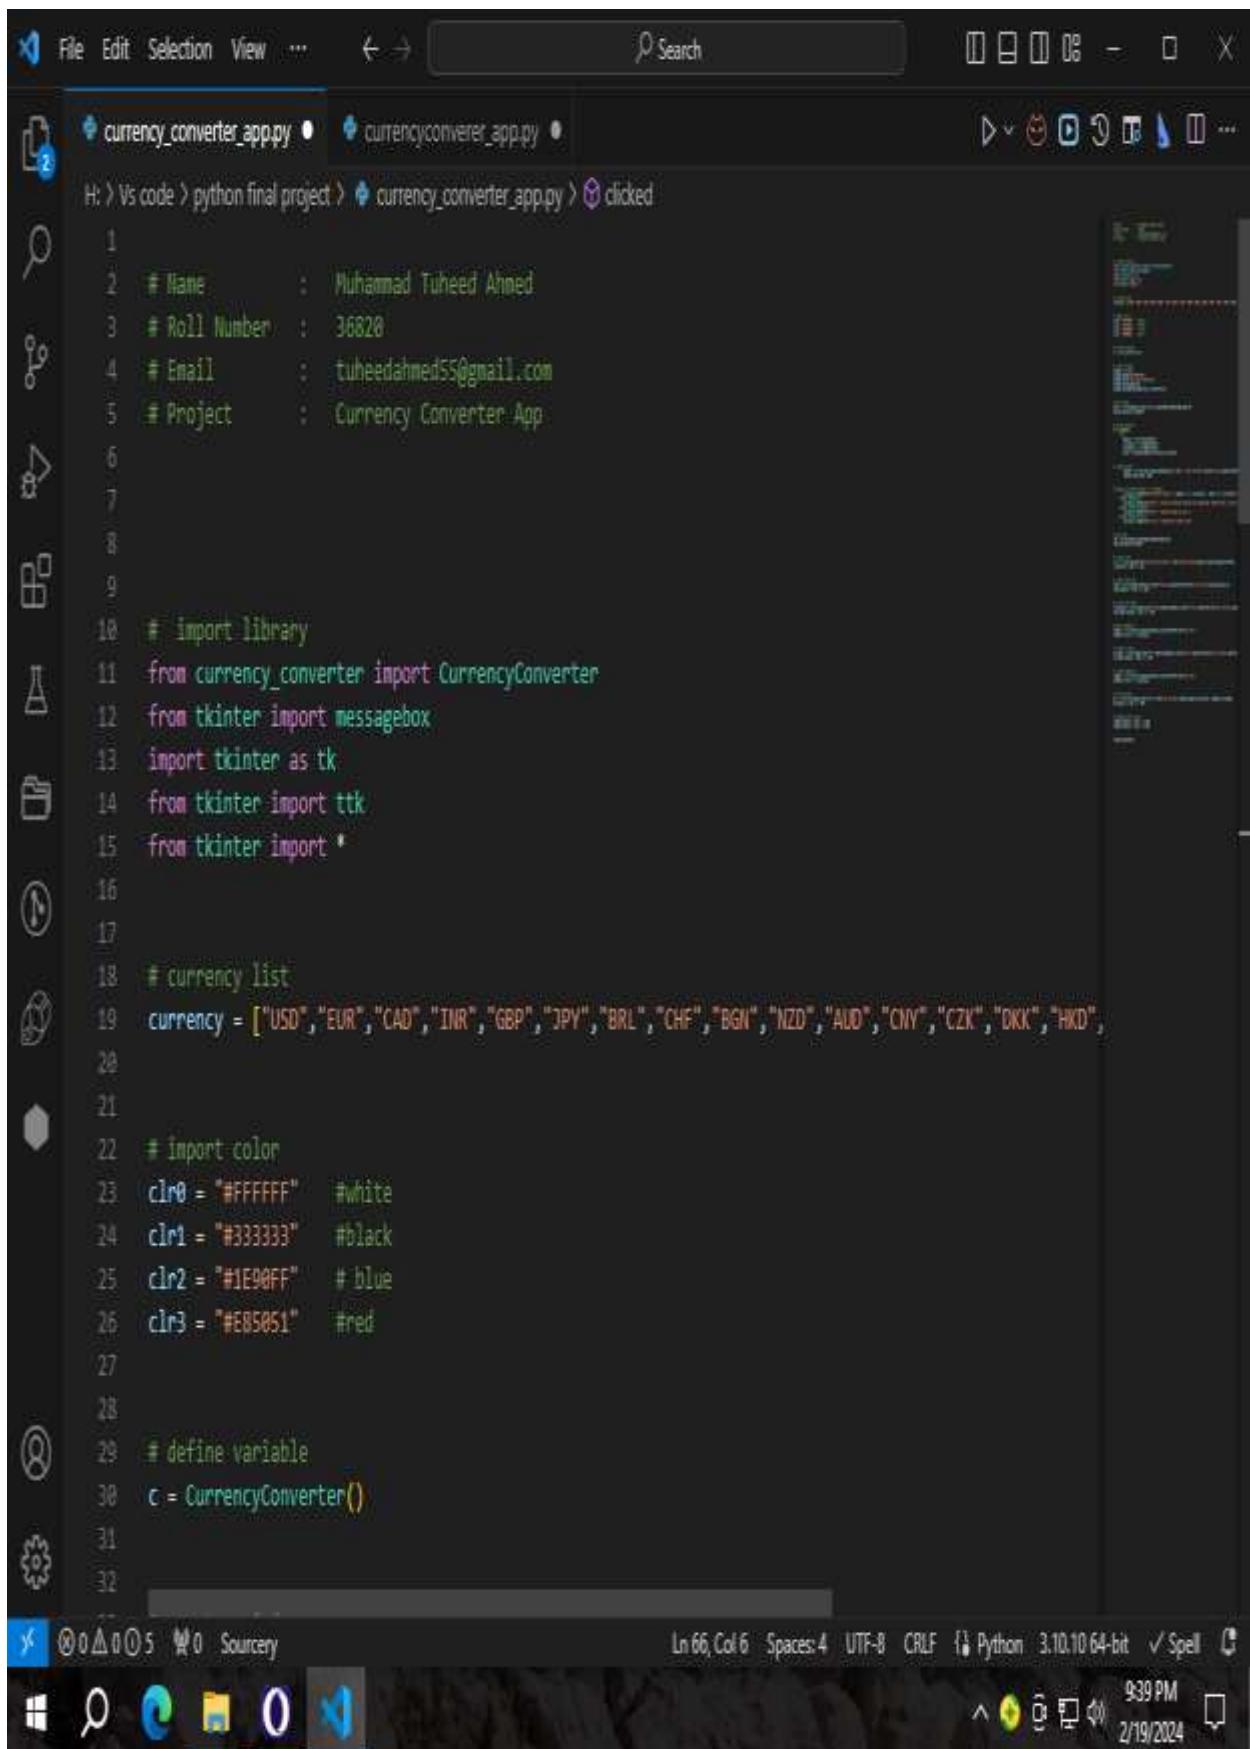 File Edit Selection View ··· Search
currency_converter_app.py currencyconverer_app.py
H: > Vs code > python final project > currency_converter_app.py > clicked
1
2 # Name : Muhammad Tuheed Ahmed
3 # Roll Number : 36820
4 # Email : tuheedahmed55@gmail.com
5 # Project : Currency Converter App
6
7
8
9
10 # import library
11 from currency_converter import CurrencyConverter
12 from tkinter import messagebox
13 import tkinter as tk
14 from tkinter import ttk
15 from tkinter import *
16
17
18 # currency list
19 currency = ["USD","EUR","CAD","INR","GBP","JPY","BRL","CHF","BGN","NZD","AUD","CNY","CZK","DKK","HKD",
20
21
22 # import color
23 clr0 = "#FFFFFF" #white
24 clr1 = "#333333" #black
25 clr2 = "#1E90FF" # blue
26 clr3 = "#E85051" #red
27
28
29 # define variable
30 c = CurrencyConverter()
31
32
0 0 5 0 Sourcery Ln 66, Col 6 Spaces: 4 UTF-8 CRLF Python 3.10.10 64-bit ✓ Spell
9:39 PM
2/19/2024